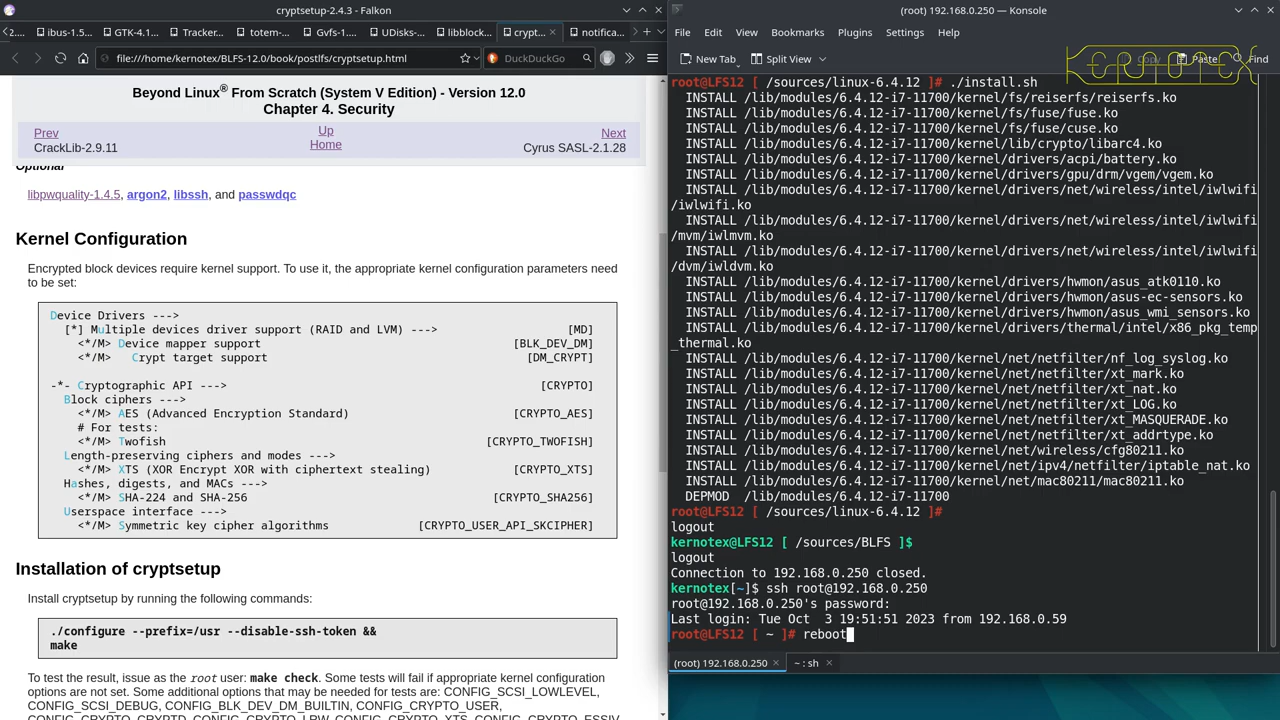 cryptsetup-2.4.3 - Falkon
2.... ibus-1.5... GTK-4.1... Tracker... totem-... Gvfs-1.... UDisks-... libblock... crypt... notifica...
file:///home/kernotex/BLFS-12.0/book/postlfs/cryptsetup.html
DuckDuckGo
Beyond Linux® From Scratch (System V Edition) - Version 12.0
Chapter 4. Security
Prev Up Next
CrackLib-2.9.11 Home Cyrus SASL-2.1.28
Optional
libpwquality-1.4.5, argon2, libssh, and passwdqc
Kernel Configuration
Encrypted block devices require kernel support. To use it, the appropriate kernel configuration parameters need
to be set:
Device Drivers --->
[*] Multiple devices driver support (RAID and LVM) ---> [MD]
<*/M> Device mapper support [BLK_DEV_DM]
<*/M> Crypt target support [DM_CRYPT]
-*- Cryptographic API ---> [CRYPTO]
Block ciphers --->
<*/M> AES (Advanced Encryption Standard) [CRYPTO_AES]
# For tests:
<*/M> Twofish [CRYPTO_TWOFISH]
Length-preserving ciphers and modes --->
<*/M> XTS (XOR Encrypt XOR with ciphertext stealing) [CRYPTO_XTS]
Hashes, digests, and MACs --->
<*/M> SHA-224 and SHA-256 [CRYPTO_SHA256]
Userspace interface --->
<*/M> Symmetric key cipher algorithms [CRYPTO_USER_API_SKCIPHER]
Installation of cryptsetup
Install cryptsetup by running the following commands:
./configure --prefix=/usr --disable-ssh-token &&
make
To test the result, issue as the root user: make check. Some tests will fail if appropriate kernel configuration
options are not set. Some additional options that may be needed for tests are: CONFIG_SCSI_LOWLEVEL,
CONFIG_SCSI_DEBUG, CONFIG_BLK_DEV_DM_BUILTIN, CONFIG_CRYPTO_USER,
CONFIG_CRYPTO_CRYPTD, CONFIG_CRYPTO_LRW, CONFIG_CRYPTO_XTS, CONFIG_CRYPTO_ESSIV,
(root) 192.168.0.250 — Konsole
File Edit View Bookmarks Plugins Settings Help
New Tab Split View Copy Paste Find
KERNOTEX
root@LFS12 [ /sources/linux-6.4.12 ]# ./install.sh
INSTALL /lib/modules/6.4.12-i7-11700/kernel/fs/reiserfs/reiserfs.ko
INSTALL /lib/modules/6.4.12-i7-11700/kernel/fs/fuse/fuse.ko
INSTALL /lib/modules/6.4.12-i7-11700/kernel/fs/fuse/cuse.ko
INSTALL /lib/modules/6.4.12-i7-11700/kernel/lib/crypto/libarc4.ko
INSTALL /lib/modules/6.4.12-i7-11700/kernel/drivers/acpi/battery.ko
INSTALL /lib/modules/6.4.12-i7-11700/kernel/drivers/gpu/drm/vgem/vgem.ko
INSTALL /lib/modules/6.4.12-i7-11700/kernel/drivers/net/wireless/intel/iwlwifi
/iwlwifi.ko
INSTALL /lib/modules/6.4.12-i7-11700/kernel/drivers/net/wireless/intel/iwlwifi
/mvm/iwlmvm.ko
INSTALL /lib/modules/6.4.12-i7-11700/kernel/drivers/net/wireless/intel/iwlwifi
/dvm/iwldvm.ko
INSTALL /lib/modules/6.4.12-i7-11700/kernel/drivers/hwmon/asus_atk0110.ko
INSTALL /lib/modules/6.4.12-i7-11700/kernel/drivers/hwmon/asus-ec-sensors.ko
INSTALL /lib/modules/6.4.12-i7-11700/kernel/drivers/hwmon/asus_wmi_sensors.ko
INSTALL /lib/modules/6.4.12-i7-11700/kernel/drivers/thermal/intel/x86_pkg_temp
_thermal.ko
INSTALL /lib/modules/6.4.12-i7-11700/kernel/net/netfilter/nf_log_syslog.ko
INSTALL /lib/modules/6.4.12-i7-11700/kernel/net/netfilter/xt_mark.ko
INSTALL /lib/modules/6.4.12-i7-11700/kernel/net/netfilter/xt_nat.ko
INSTALL /lib/modules/6.4.12-i7-11700/kernel/net/netfilter/xt_LOG.ko
INSTALL /lib/modules/6.4.12-i7-11700/kernel/net/netfilter/xt_MASQUERADE.ko
INSTALL /lib/modules/6.4.12-i7-11700/kernel/net/netfilter/xt_addrtype.ko
INSTALL /lib/modules/6.4.12-i7-11700/kernel/net/wireless/cfg80211.ko
INSTALL /lib/modules/6.4.12-i7-11700/kernel/net/ipv4/netfilter/iptable_nat.ko
INSTALL /lib/modules/6.4.12-i7-11700/kernel/net/mac80211/mac80211.ko
DEPMOD /lib/modules/6.4.12-i7-11700
root@LFS12 [ /sources/linux-6.4.12 ]#
logout
kernotex@LFS12 [ /sources/BLFS ]$
logout
Connection to 192.168.0.250 closed.
kernotex[~]$ ssh root@192.168.0.250
root@192.168.0.250's password:
Last login: Tue Oct 3 19:51:51 2023 from 192.168.0.59
root@LFS12 [ ~ ]# reboot
(root) 192.168.0.250 ~ : sh